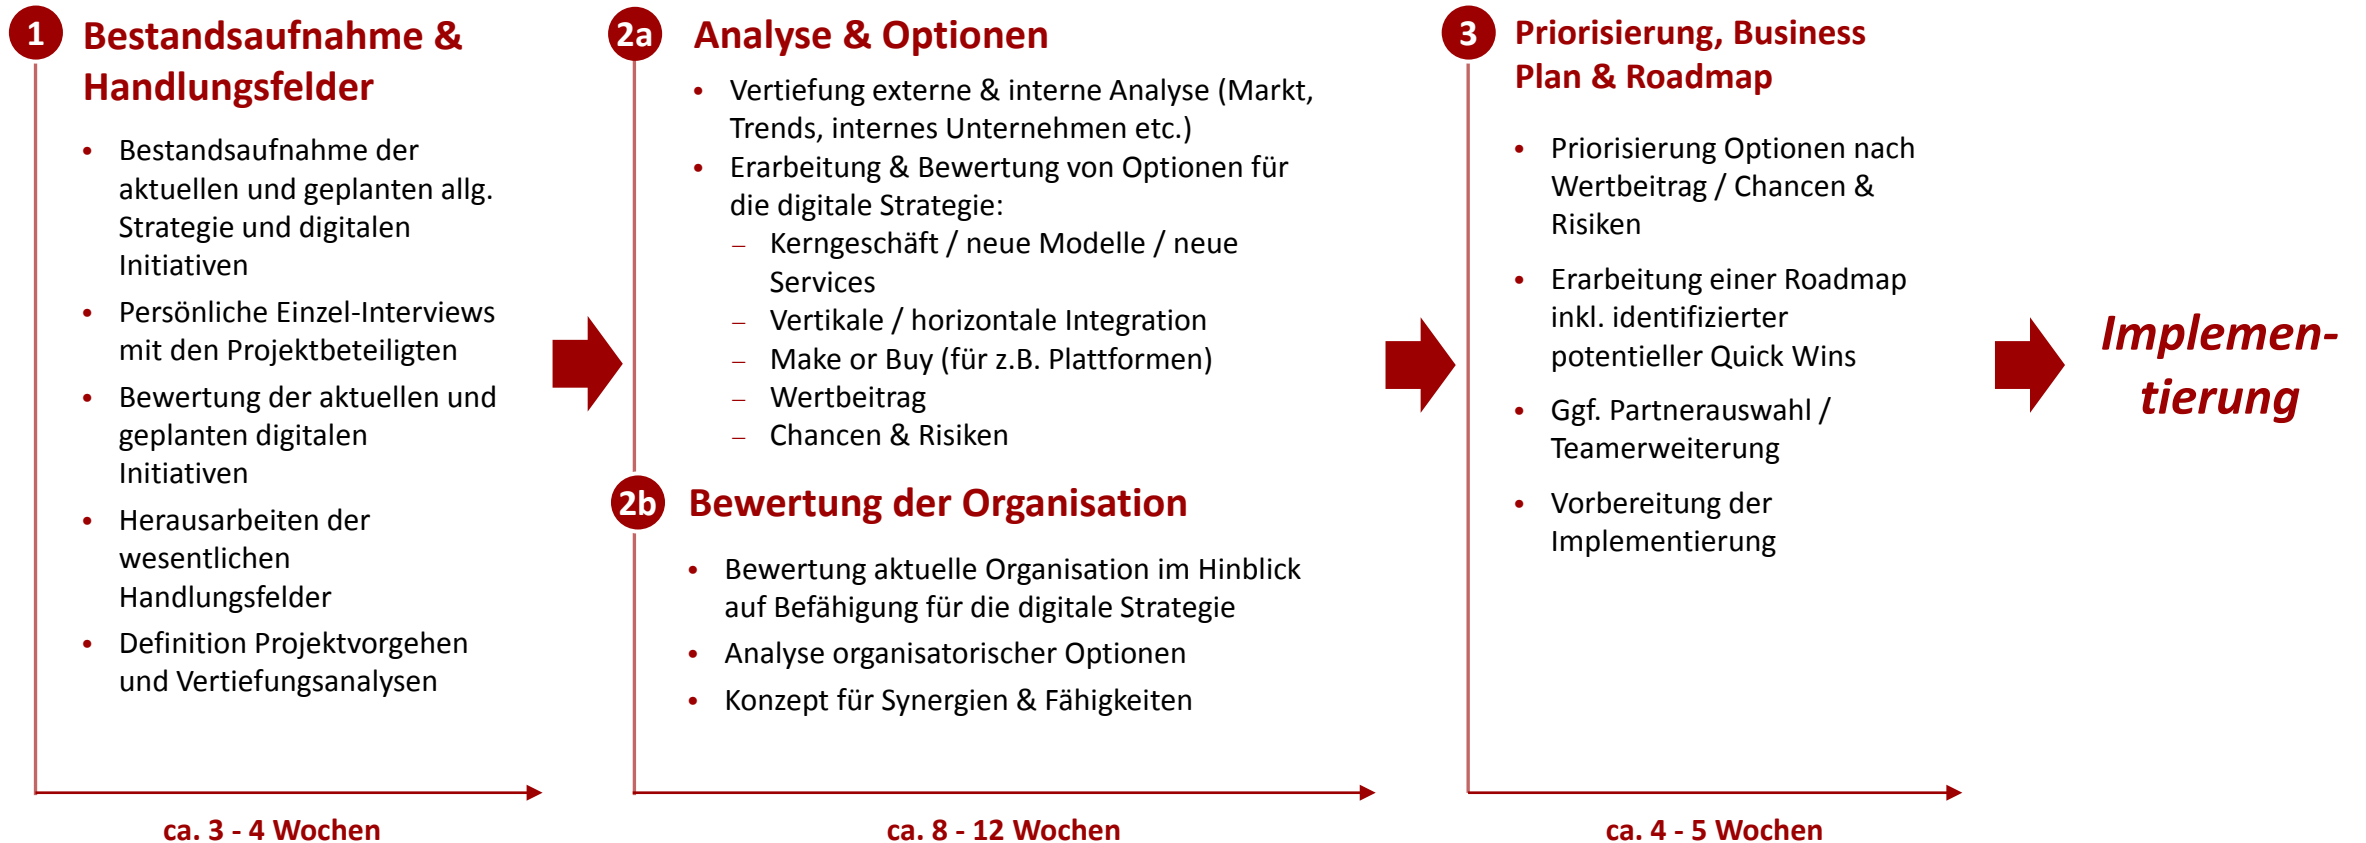 1
Bestandsaufnahme &
Handlungsfelder
• Bestandsaufnahme der
aktuellen und geplanten allg.
Strategie und digitalen
Initiativen
• Persönliche Einzel-Interviews
mit den Projektbeteiligten
• Bewertung der aktuellen und
geplanten digitalen
Initiativen
• Herausarbeiten der
wesentlichen
Handlungsfelder
• Definition Projektvorgehen
und Vertiefungsanalysen
ca. 3 - 4 Wochen
2a
Analyse & Optionen
• Vertiefung externe & interne Analyse (Markt,
Trends, internes Unternehmen etc.)
• Erarbeitung & Bewertung von Optionen für
die digitale Strategie:
– Kerngeschäft / neue Modelle / neue
Services
– Vertikale / horizontale Integration
– Make or Buy (für z.B. Plattformen)
– Wertbeitrag
– Chancen & Risiken
2b
Bewertung der Organisation
• Bewertung aktuelle Organisation im Hinblick
auf Befähigung für die digitale Strategie
• Analyse organisatorischer Optionen
• Konzept für Synergien & Fähigkeiten
ca. 8 - 12 Wochen
3
Priorisierung, Business
Plan & Roadmap
• Priorisierung Optionen nach
Wertbeitrag / Chancen &
Risiken
• Erarbeitung einer Roadmap
inkl. identifizierter
potentieller Quick Wins
• Ggf. Partnerauswahl /
Teamerweiterung
• Vorbereitung der
Implementierung
ca. 4 - 5 Wochen
Implemen-
tierung